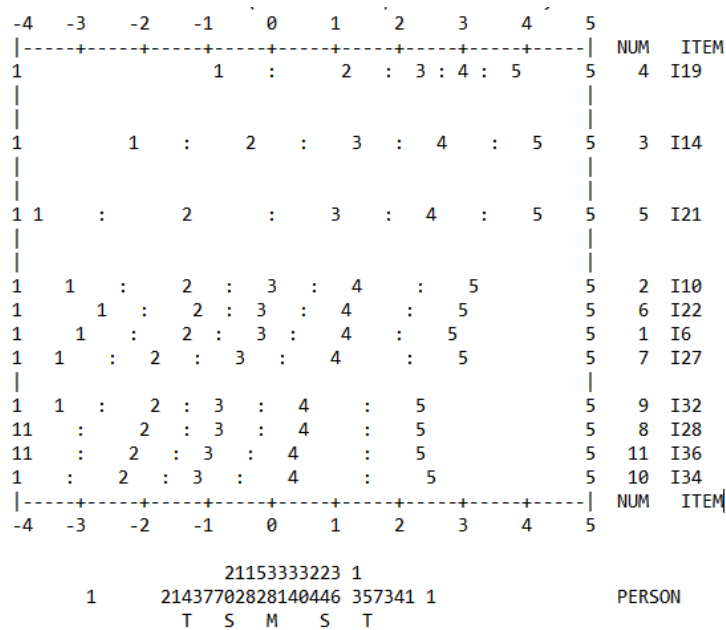 -4   -3    -2    -1     0     1     2     3     4     5
|-----+-----+-----+-----+-----+-----+-----+-----+-----|  NUM   ITEM
1                  1    :      2   :  3 : 4 :  5      5    4  I19
|                                                     |
|                                                     |
1          1    :     2    :    3   :   4    :   5    5    3  I14
|                                                     |
|                                                     |
1 1     :       2       :     3    :   4    :    5    5    5  I21
|                                                     |
|                                                     |
1    1    :     2   :   3   :   4     :    5          5    2  I10
1       1   :    2  :  3   :   4     :    5           5    6  I22
1     1    :    2  :   3  :    4    :    5            5    1  I6
1   1    :   2   :   3     :  4      :    5           5    7  I27
|                                                     |
1   1   :    2  :  3   :   4     :    5               5    9  I32
11    :     2   :  3   :   4     :    5               5    8  I28
11    :    2   :  3   :   4      :    5               5   11  I36
1    :    2   :  3   :    4      :     5              5   10  I34
|-----+-----+-----+-----+-----+-----+-----+-----+-----|  NUM   ITEM
-4   -3    -2    -1     0     1     2     3     4     5
21153333223 1
1      21437702828140446 357341 1                 PERSON
T   S   M    S   T